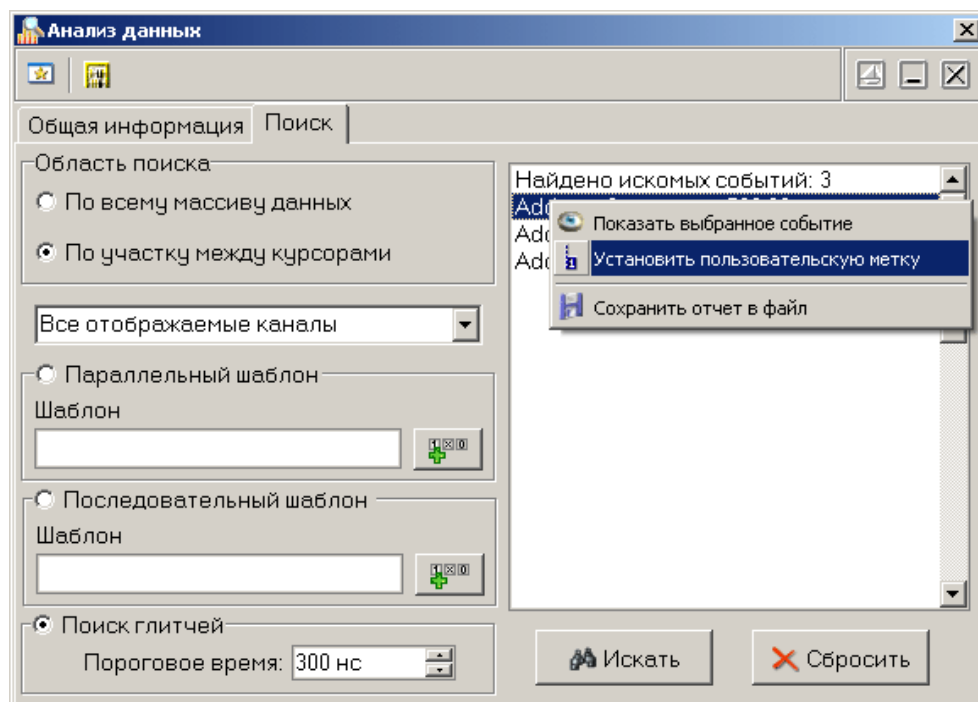 Анализ данных
Общая информация
Поиск
Область поиска
По всему массиву данных
По участку между курсорами
Все отображаемые каналы
Параллельный шаблон
Шаблон
Последовательный шаблон
Шаблон
Поиск глитчей
Пороговое время: 300 нс
Найдено искомых событий: 3
Показать выбранное событие
Установить пользовательскую метку
Сохранить отчет в файл
Искать
Сбросить